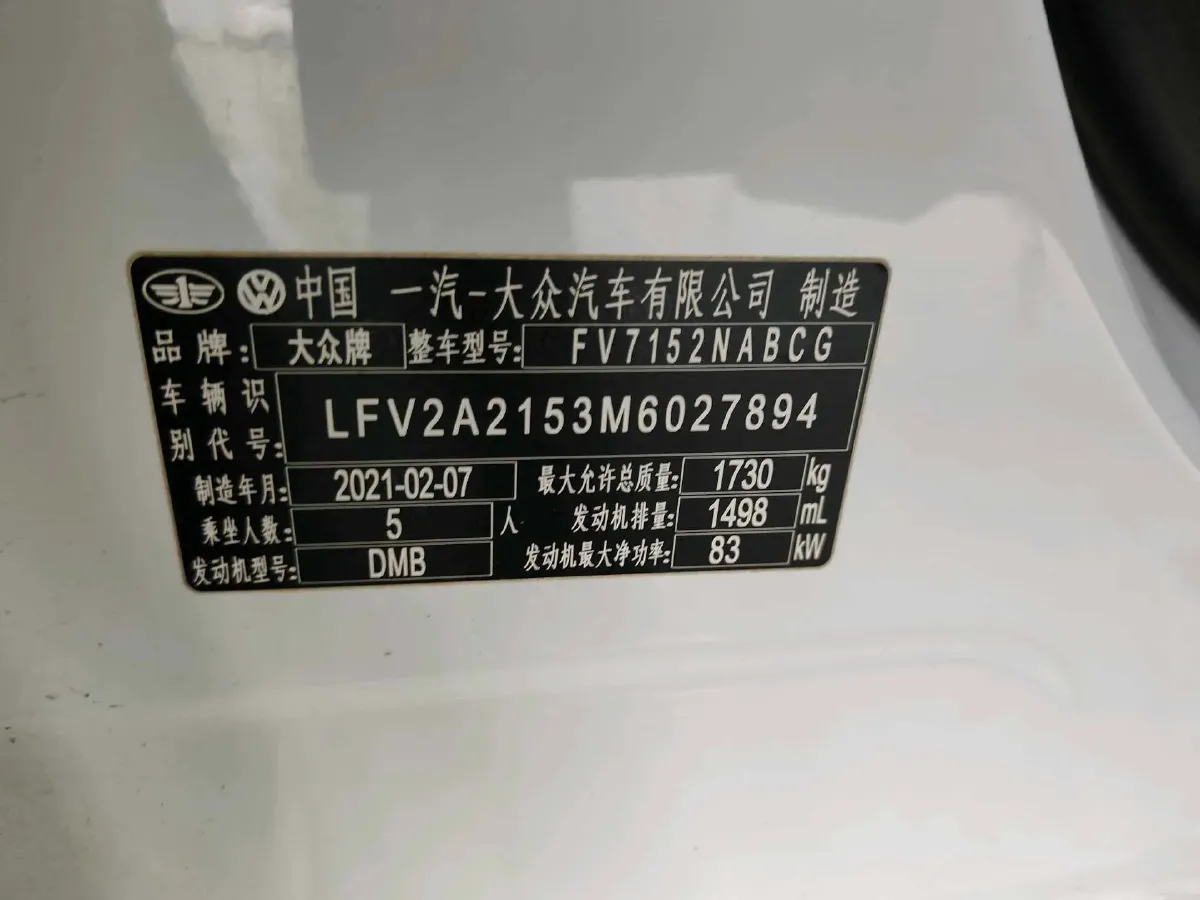 中国 一汽-大众汽车有限公司 制造
品牌: 大众牌 整车型号: FV7152NABCG
车辆识别代号: LFV2A2153M6027894
制造年月: 2021-02-07 最大允许总质量: 1730 kg
乘坐人数: 5 人 发动机排量: 1498 mL
发动机型号: DMB 发动机最大净功率: 83 kW